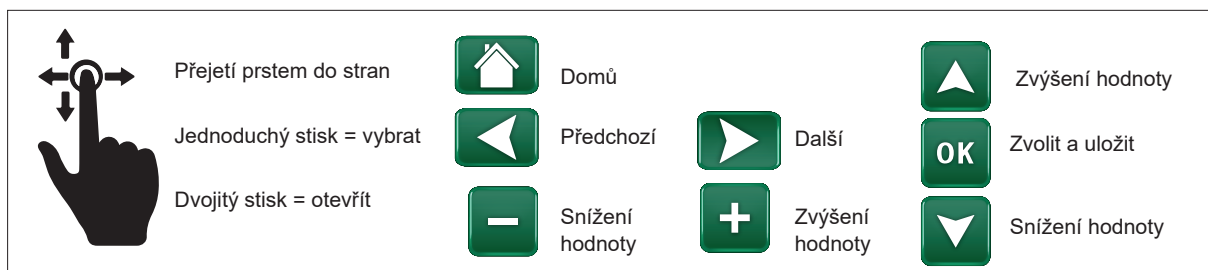 Přejetí prstem do stran
Jednoduchý stisk = vybrat
Dvojitý stisk = otevřít
Domů
Předchozí
Snížení
hodnoty
Další
Zvýšení
hodnoty
Zvýšení hodnoty
OK
Zvolit a uložit
Snížení hodnoty